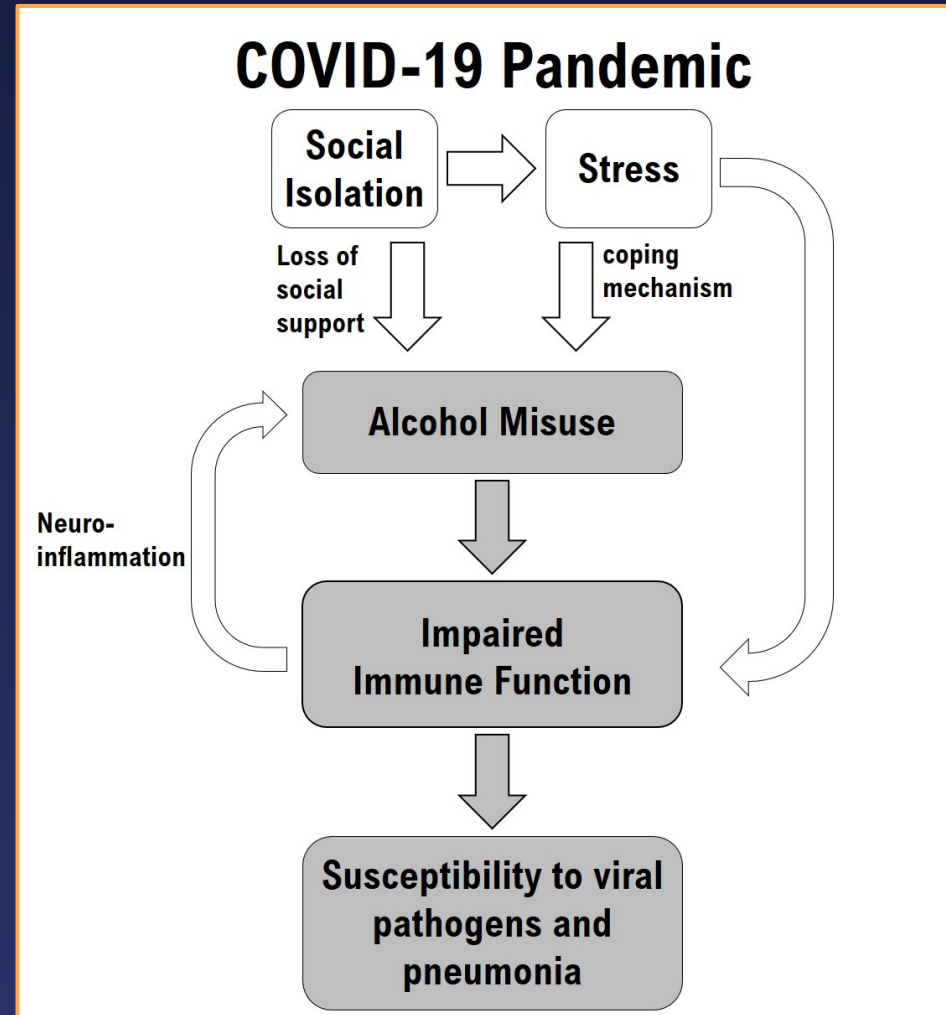 COVID-19 Pandemic
Social
Isolation
Stress
Loss of
social
support
coping
mechanism
Alcohol Misuse
Neuro-
inflammation
Impaired
Immune Function
Susceptibility to viral
pathogens and
pneumonia